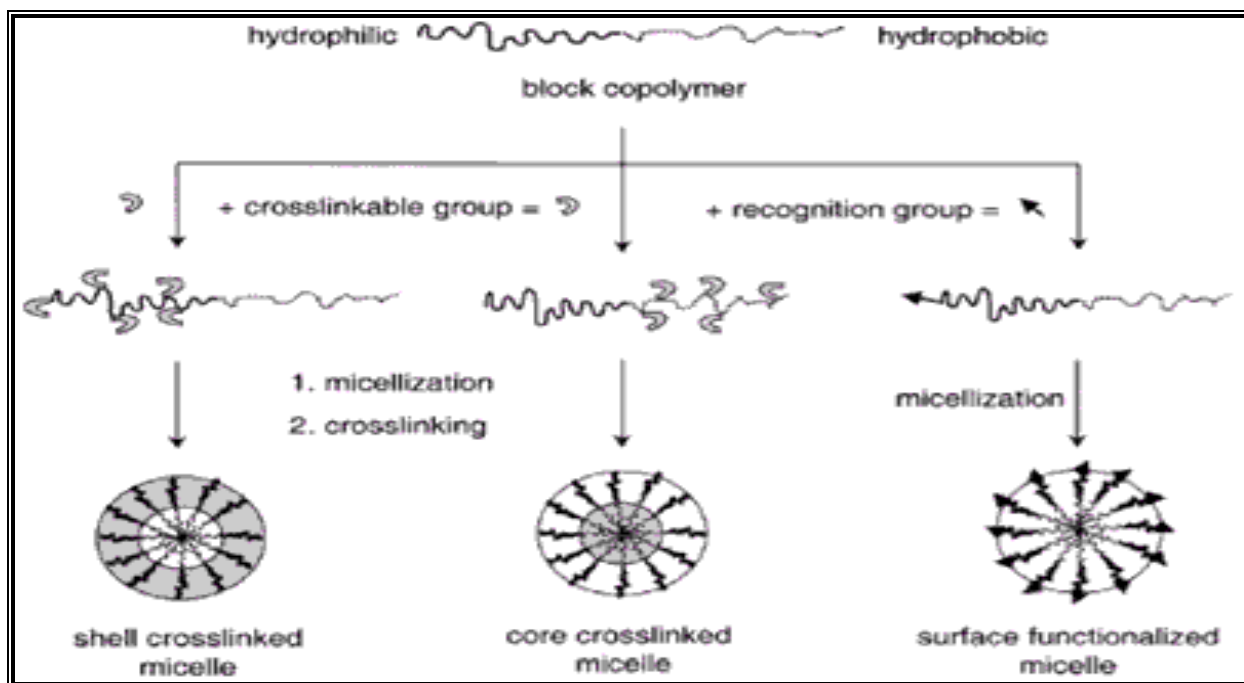 hydrophilic hydrophobic
block copolymer
+ crosslinkable group =
+ recognition group =
1. micellization
2. crosslinking
micellization
shell crosslinked
micelle
core crosslinked
micelle
surface functionalized
micelle